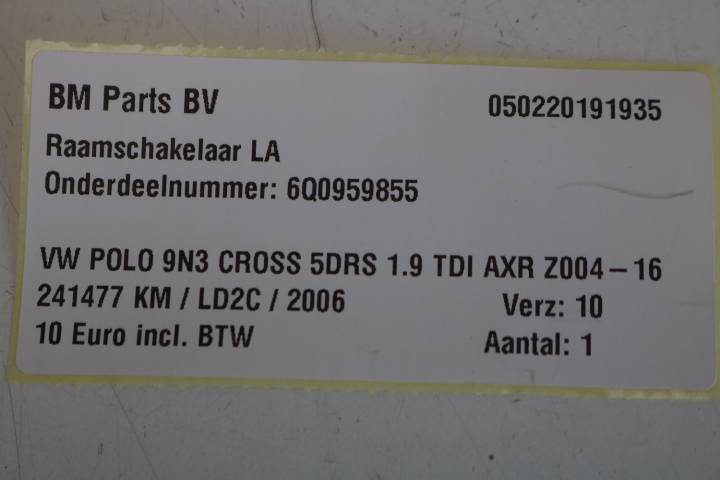 BM Parts BV 050220191935
Raamschakelaar LA
Onderdeelnummer: 6Q0959855
VW POLO 9N3 CROSS 5DRS 1.9 TDI AXR Z004-16
241477 KM / LD2C / 2006 Verz: 10
10 Euro incl. BTW Aantal: 1